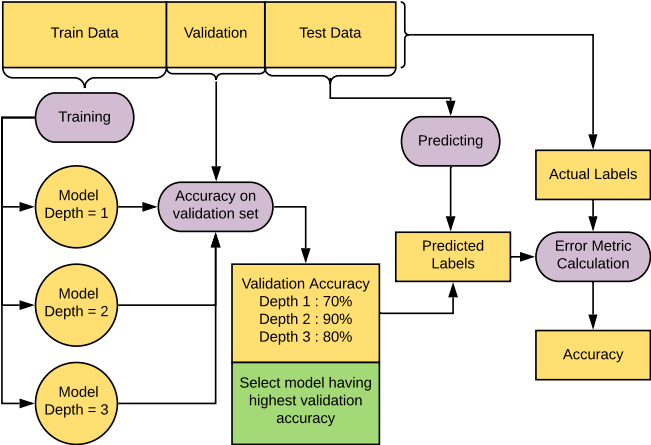 Train Data
Validation
Test Data
Training
Predicting
Model
Depth = 1
Accuracy on
validation set
Actual Labels
Predicted
Labels
Error Metric
Calculation
Model
Depth = 2
Validation Accuracy
Depth 1 : 70%
Depth 2 : 90%
Depth 3 : 80%
Accuracy
Model
Depth = 3
Select model having
highest validation
accuracy